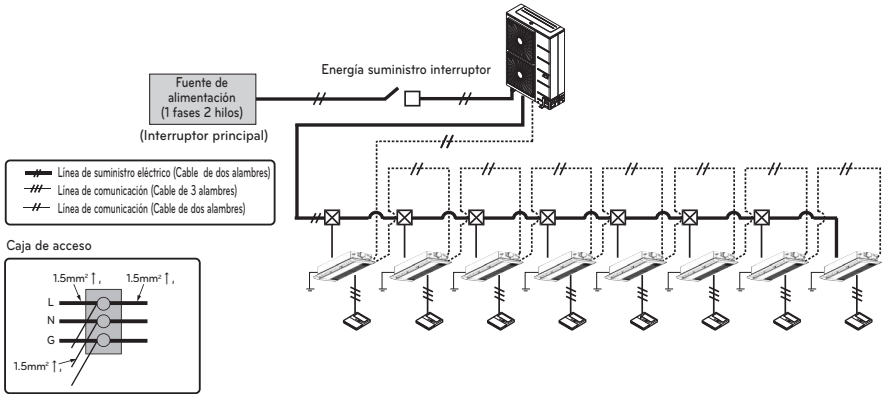 Energía suministro interruptor
Fuente de
alimentación
(1 fases 2 hilos)
(Interruptor principal)
Línea de suministro eléctrico (Cable de dos alambres)
Línea de comunicación (Cable de 3 alambres)
Línea de comunicación (Cable de dos alambres)
Caja de acceso
1.5mm² ↑, 1.5mm² ↑,
L
N
G
1.5mm² ↑,